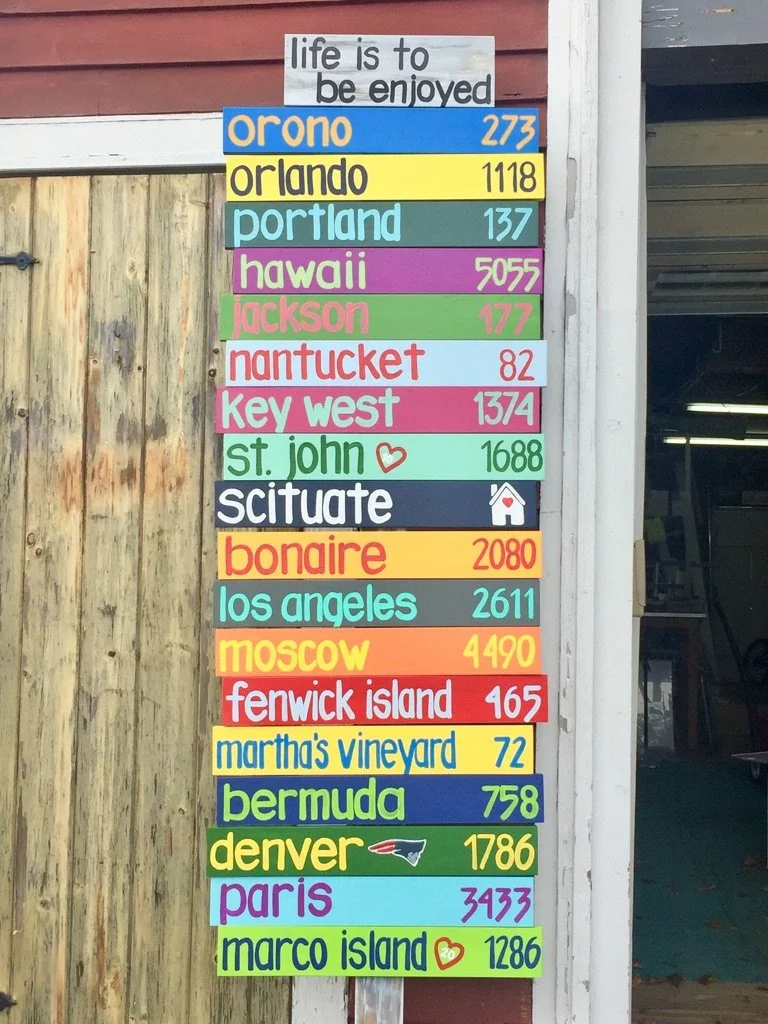 life is to
be enjoyed
orono 273
orlando 1118
portland 137
hawaii 5055
jackson 177
nantucket 82
key west 1374
st. john 1688
scituate
bonaire 2080
los angeles 2611
moscow 4490
fenwick island 465
martha's vineyard 72
bermuda 758
denver 1786
paris 3433
marco island 1286